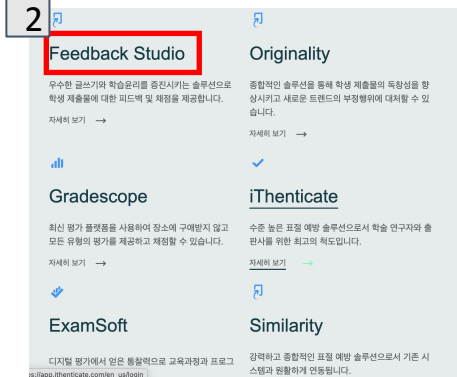 2
Feedback Studio
우수한 글쓰기와 학습윤리를 증진시키는 솔루션으로
학생 제출물에 대한 피드백 및 채점을 제공합니다.
자세히 보기 →
Originality
종합적인 솔루션을 통해 학생 제출물의 독창성을 향
상시키고 새로운 트렌드의 부정행위에 대처할 수 있
습니다.
자세히 보기 →
Gradescope
최신 평가 플랫폼을 사용하여 장소에 구애받지 않고
모든 유형의 평가를 제공하고 채점할 수 있습니다.
자세히 보기 →
iThenticate
수준 높은 표절 예방 솔루션으로서 학술 연구자와 출
판사를 위한 최고의 척도입니다.
자세히 보기 →
ExamSoft
디지털 평가에서 얻은 통찰력으로 교육과정과 프로그
Similarity
강력하고 종합적인 표절 예방 솔루션으로서 기존 시
스템과 원활하게 연동됩니다.
s://app.ithenticate.com/en_us/login